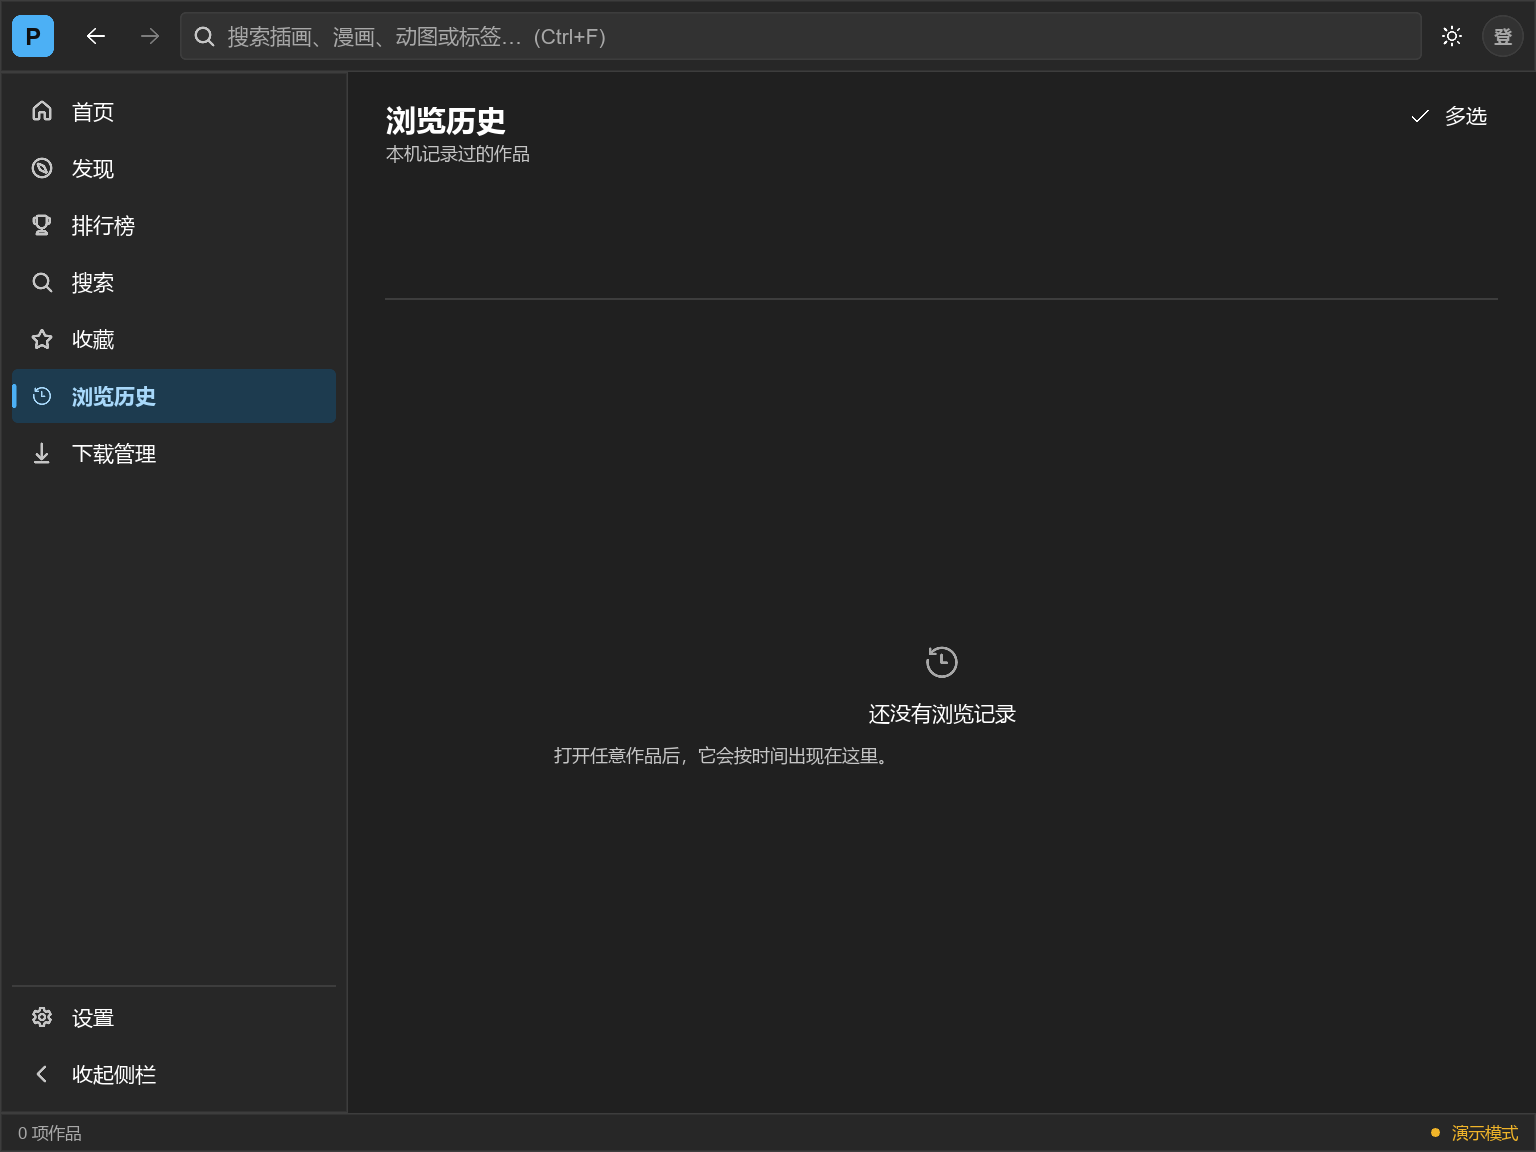 P
搜索插画、漫画、动图或标签… (Ctrl+F)
登
首页
发现
排行榜
搜索
收藏
浏览历史
下载管理
设置
收起侧栏
浏览历史
本机记录过的作品
多选
还没有浏览记录
打开任意作品后，它会按时间出现在这里。
0 项作品
演示模式